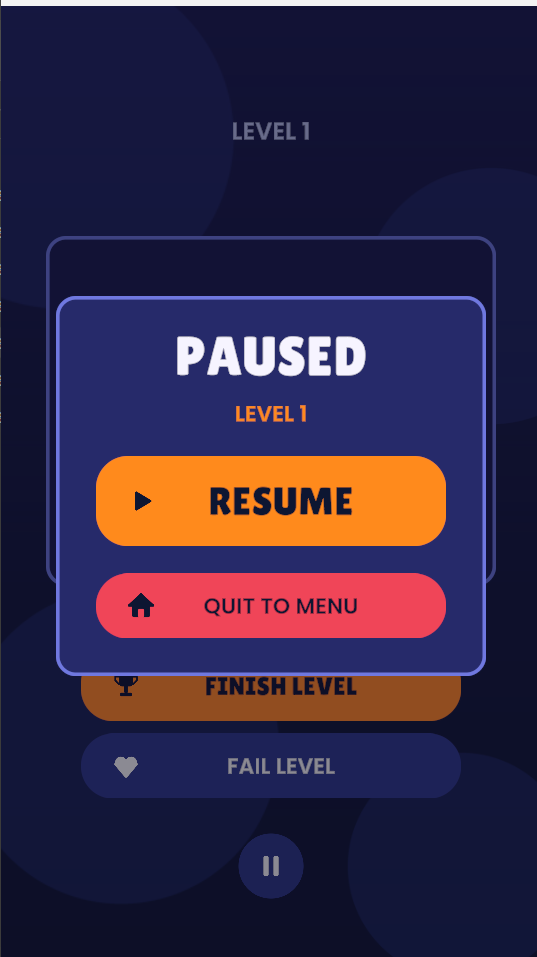 LEVEL 1
PAUSED
LEVEL 1
RESUME
QUIT TO MENU
FINISH LEVEL
FAIL LEVEL